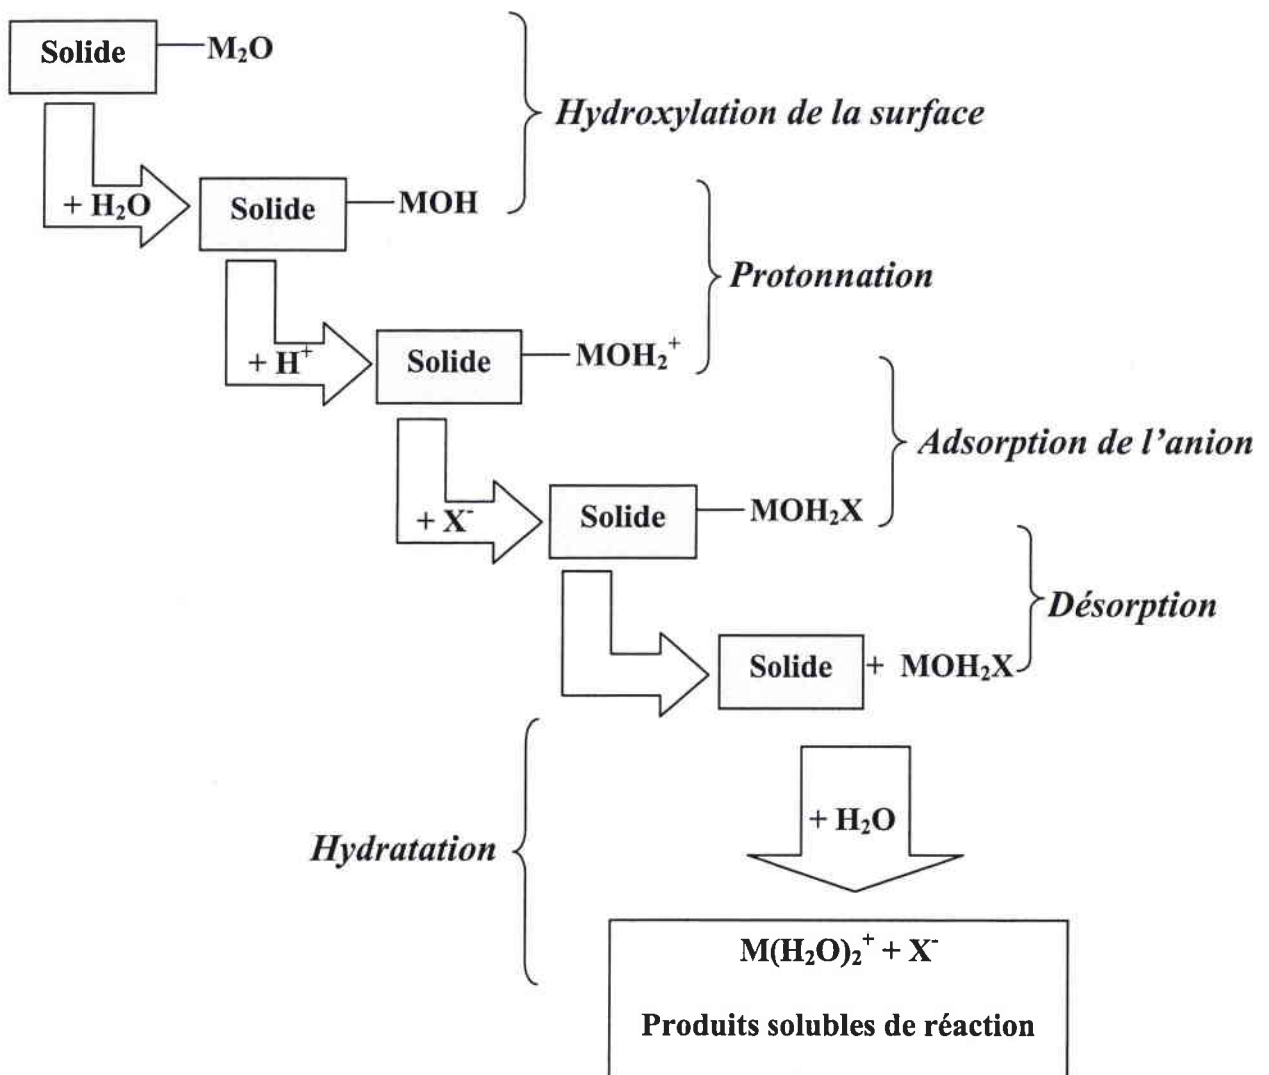 Solide M₂O
Hydroxylation de la surface
+ H₂O Solide MOH
Protonnation
+ H⁺ Solide MOH₂⁺
Adsorption de l’anion
+ X⁻ Solide MOH₂X
Désorption
Solide + MOH₂X
+ H₂O
Hydratation
M(H₂O)₂⁺ + X⁻
Produits solubles de réaction